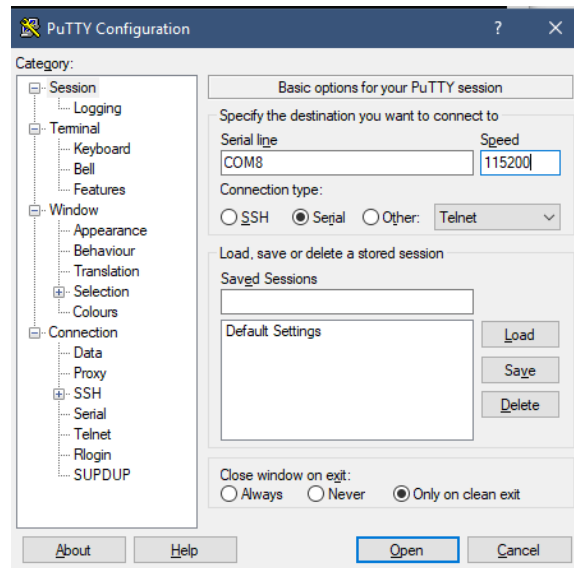 PuTTY Configuration ? ×
Category:
Session
Logging
Terminal
Keyboard
Bell
Features
Window
Appearance
Behaviour
Translation
Selection
Colours
Connection
Data
Proxy
SSH
Serial
Telnet
Rlogin
SUPDUP
Basic options for your PuTTY session
Specify the destination you want to connect to
Serial line Speed
COM8 115200
Connection type:
SSH Serial Other: Telnet
Load, save or delete a stored session
Saved Sessions
Default Settings
Load
Save
Delete
Close window on exit:
Always Never Only on clean exit
About Help Open Cancel